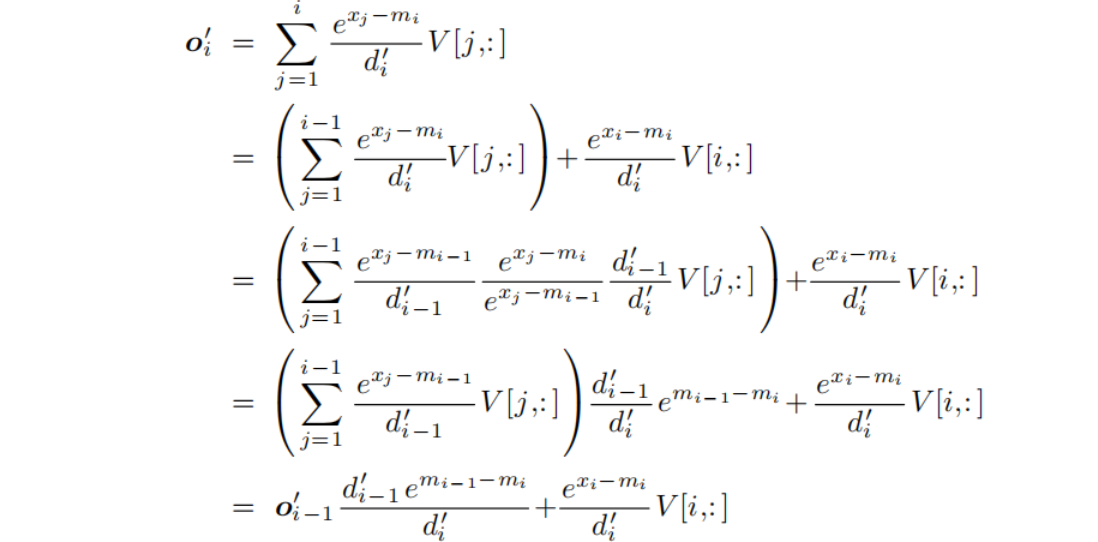 $\boldsymbol{o}'_i = \sum_{j=1}^{i} \frac{e^{x_j - m_i}}{d'_i} V[j,:]$
$= \left( \sum_{j=1}^{i-1} \frac{e^{x_j - m_i}}{d'_i} V[j,:] \right) + \frac{e^{x_i - m_i}}{d'_i} V[i,:]$
$= \left( \sum_{j=1}^{i-1} \frac{e^{x_j - m_{i-1}}}{d'_{i-1}} \frac{e^{x_j - m_i}}{e^{x_j - m_{i-1}}} \frac{d'_{i-1}}{d'_i} V[j,:] \right) + \frac{e^{x_i - m_i}}{d'_i} V[i,:]$
$= \left( \sum_{j=1}^{i-1} \frac{e^{x_j - m_{i-1}}}{d'_{i-1}} V[j,:] \right) \frac{d'_{i-1}}{d'_i} e^{m_{i-1} - m_i} + \frac{e^{x_i - m_i}}{d'_i} V[i,:]$
$= \boldsymbol{o}'_{i-1} \frac{d'_{i-1} e^{m_{i-1} - m_i}}{d'_i} + \frac{e^{x_i - m_i}}{d'_i} V[i,:]$